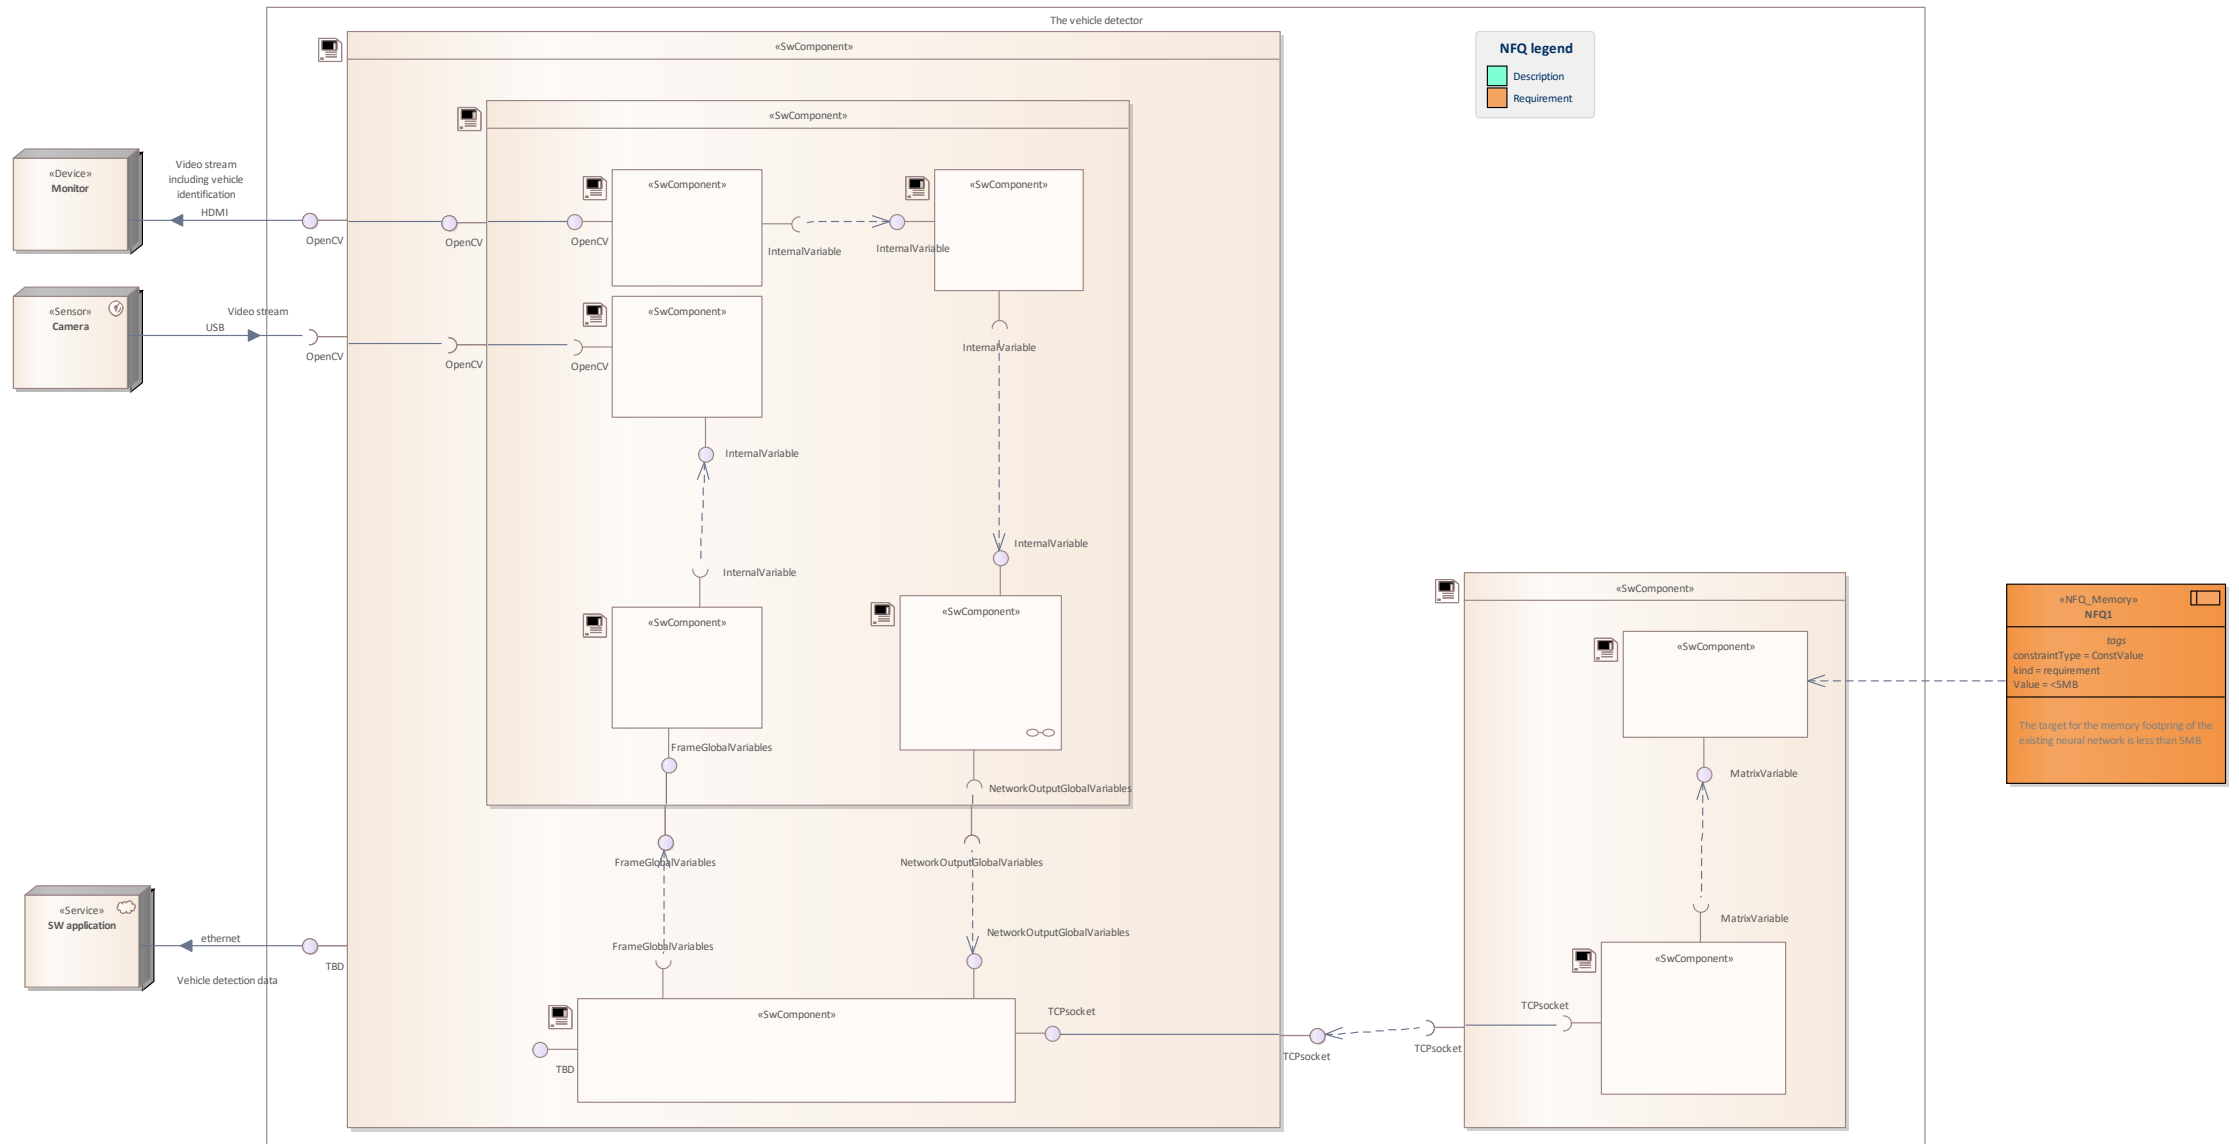 The vehicle detector
«SwComponent»
NFQ legend
Description
Requirement
«SwComponent»
«Device»
Monitor
Video stream
including vehicle
identification
HDMI
OpenCV
OpenCV
OpenCV
«SwComponent»
InternalVariable
InternalVariable
«SwComponent»
«Sensor»
Camera
Video stream
USB
OpenCV
OpenCV
OpenCV
«SwComponent»
InternalVariable
InternalVariable
InternalVariable
InternalVariable
«SwComponent»
«SwComponent»
FrameGlobalVariables
NetworkOutputGlobalVariables
FrameGlobalVariables
NetworkOutputGlobalVariables
FrameGlobalVariables
NetworkOutputGlobalVariables
«Service»
SW application
ethernet
TBD
Vehicle detection data
«SwComponent»
TBD
TCPsocket
TCPsocket
TCPsocket
TCPsocket
«SwComponent»
«SwComponent»
MatrixVariable
MatrixVariable
«SwComponent»
«NFQ_Memory»
NFQ1
tags
constraintType = ConstValue
kind = requirement
Value = <5MB
The target for the memory footpring of the
existing neural network is less than 5MB